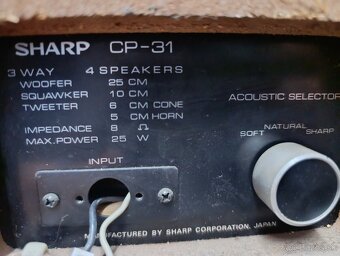 SHARP CP-31
3 WAY 4 SPEAKERS
WOOFER 25 CM
SQUAWKER 10 CM
TWEETER 6 CM CONE
5 CM HORN
IMPEDANCE 8 Ω
MAX. POWER 25 W
INPUT
ACOUSTIC SELECTOR
SOFT NATURAL SHARP
MANUFACTURED BY SHARP CORPORATION, JAPAN